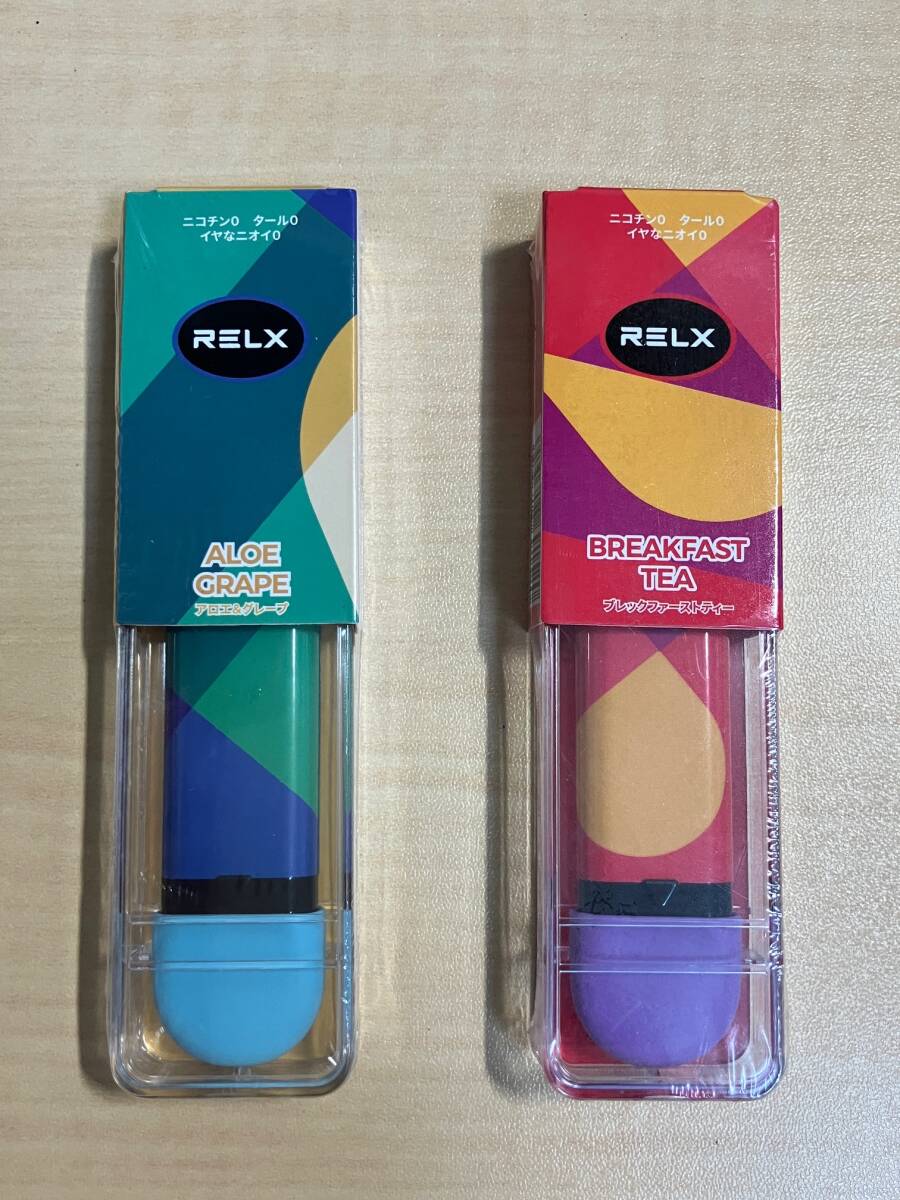 ニコチン0 タール0
イヤなニオイ0
RELX
ALOE
GRAPE
アロエ&グレープ
ニコチン0 タール0
イヤなニオイ0
RELX
BREAKFAST
TEA
ブレックファーストティー